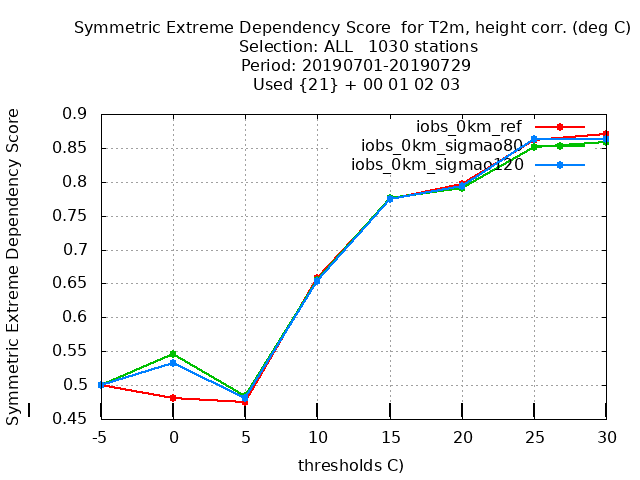 Symmetric Extreme Dependency Score for T2m, height corr. (deg C)
Selection: ALL 1030 stations
Period: 20190701-20190729
Used {21} + 00 01 02 03
Symmetric Extreme Dependency Score
iobs_0km_ref
iobs_0km_sigmao80
iobs_0km_sigmao120
0.9
0.85
0.8
0.75
0.7
0.65
0.6
0.55
0.5
0.45
-5 0 5 10 15 20 25 30
thresholds C)